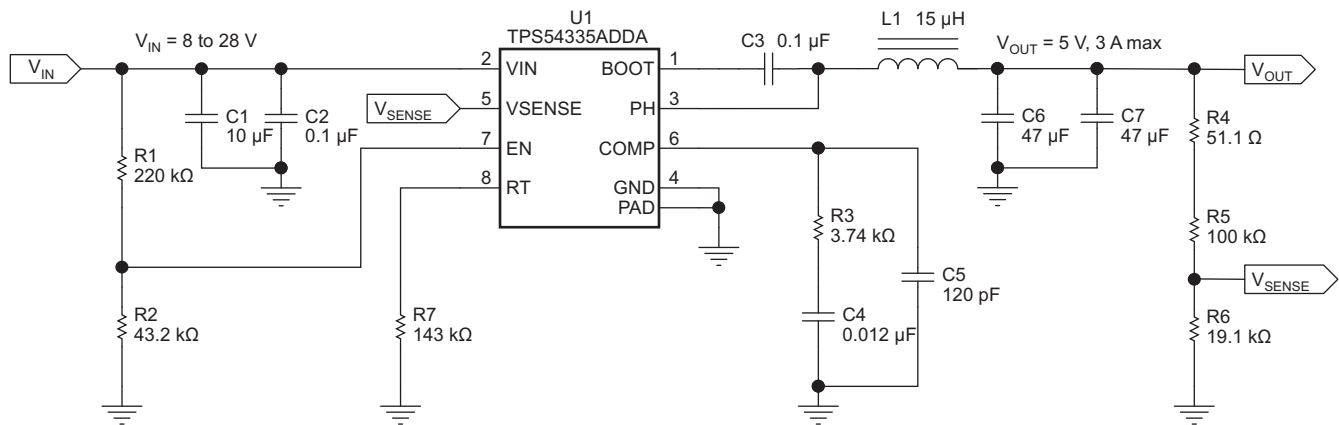 U1
TPS54335ADDA
L1 15 µH
V_IN = 8 to 28 V
C3 0.1 µF
V_OUT = 5 V, 3 A max
V_IN
2 VIN BOOT 1
V_OUT
V_SENSE
5 VSENSE PH 3
C1
10 µF
C2
0.1 µF
C6
47 µF
C7
47 µF
R4
51.1 Ω
7 EN COMP 6
R1
220 kΩ
8 RT GND 4
PAD
R3
3.74 kΩ
R5
100 kΩ
C5
120 pF
V_SENSE
R2
43.2 kΩ
R7
143 kΩ
C4
0.012 µF
R6
19.1 kΩ